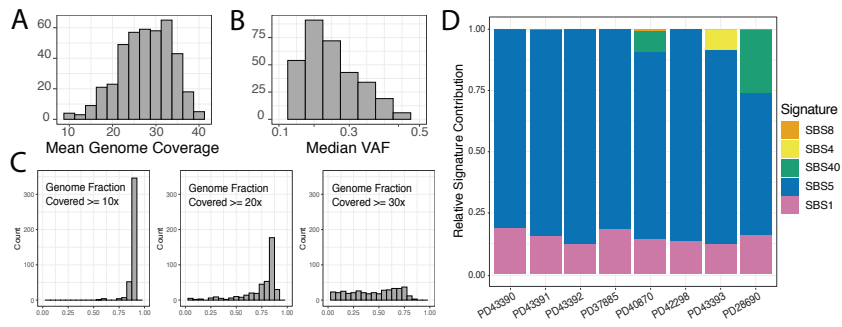 A
60
40
20
0
10
20
30
40
Mean Genome Coverage
B
75
50
25
0
0.1
0.3
0.5
Median VAF
C
Genome Fraction
Covered >= 10x
Count
300
200
100
0
0.00
0.25
0.50
0.75
1.00
Genome Fraction
Covered >= 20x
Count
300
200
100
0
0.00
0.25
0.50
0.75
1.00
Genome Fraction
Covered >= 30x
Count
300
200
100
0
0.00
0.25
0.50
0.75
1.00
D
Relative Signature Contribution
1.00
0.75
0.50
0.25
0.00
PD43390
PD43391
PD43392
PD37885
PD40870
PD42298
PD43393
PD28690
Signature
SBS8
SBS4
SBS40
SBS5
SBS1